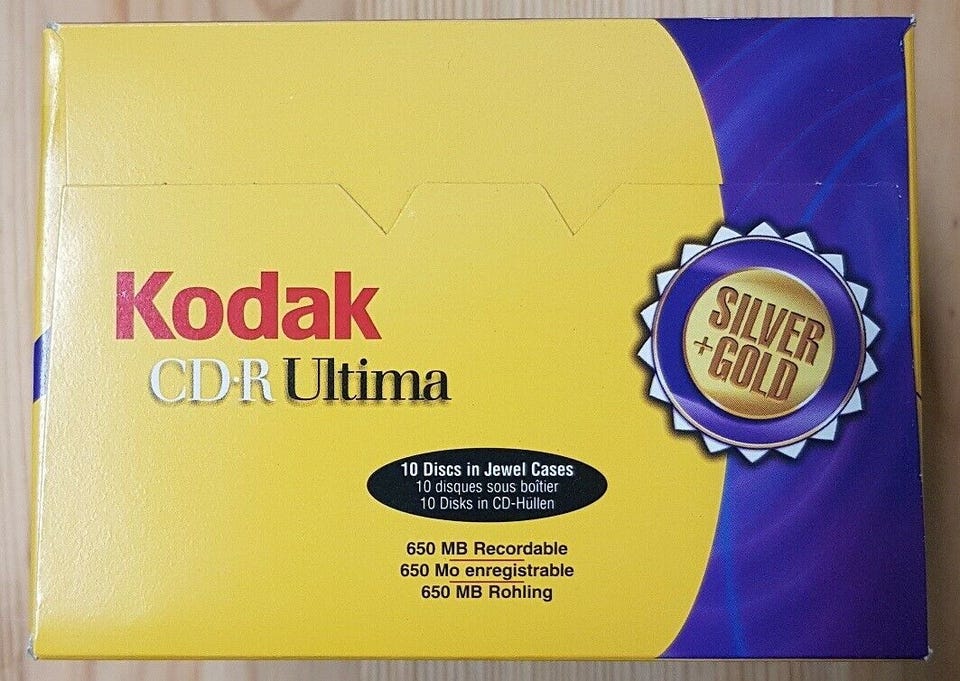 Kodak
CD-R Ultima
SILVER
+GOLD
10 Discs in Jewel Cases
10 disques sous boîtier
10 Disks in CD-Hüllen
650 MB Recordable
650 Mo enregistrable
650 MB Rohling